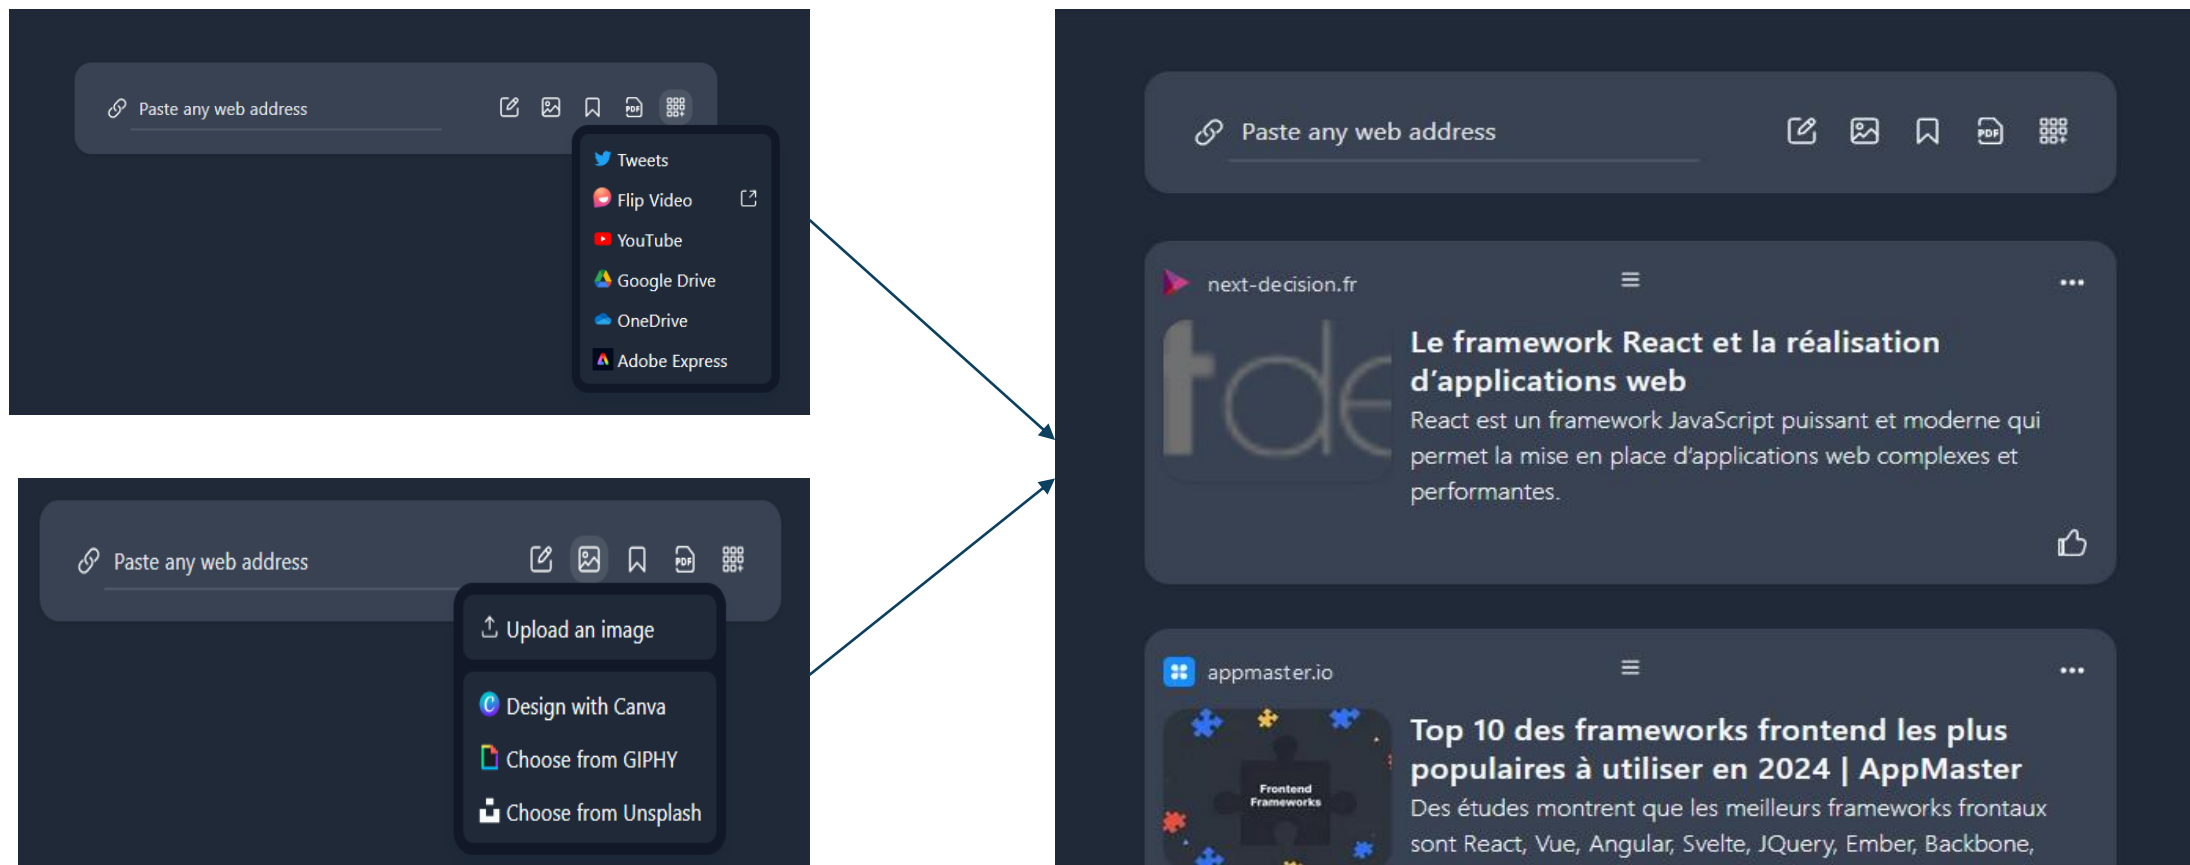 Paste any web address
PDF
Tweets
Flip Video
YouTube
Google Drive
OneDrive
Adobe Express
Paste any web address
PDF
Upload an image
Design with Canva
Choose from GIPHY
Choose from Unsplash
Paste any web address
PDF
next-decision.fr
tde
Le framework React et la réalisation
d’applications web
React est un framework JavaScript puissant et moderne qui
permet la mise en place d’applications web complexes et
performantes.
appmaster.io
Frontend
Frameworks
Top 10 des frameworks frontend les plus
populaires à utiliser en 2024 | AppMaster
Des études montrent que les meilleurs frameworks frontaux
sont React, Vue, Angular, Svelte, JQuery, Ember, Backbone,